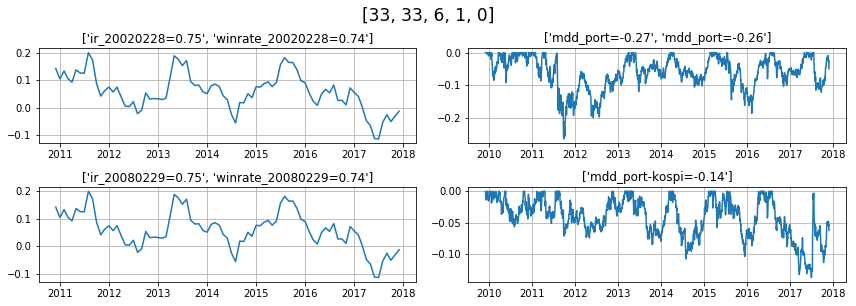 [33, 33, 6, 1, 0]
['ir_20020228=0.75', 'winrate_20020228=0.74']
0.2
0.1
0.0
−0.1
2011 2012 2013 2014 2015 2016 2017 2018
['mdd_port=-0.27', 'mdd_port=-0.26']
0.0
−0.1
−0.2
2010 2011 2012 2013 2014 2015 2016 2017 2018
['ir_20080229=0.75', 'winrate_20080229=0.74']
0.2
0.1
0.0
−0.1
2011 2012 2013 2014 2015 2016 2017 2018
['mdd_port-kospi=-0.14']
0.00
−0.05
−0.10
2010 2011 2012 2013 2014 2015 2016 2017 2018